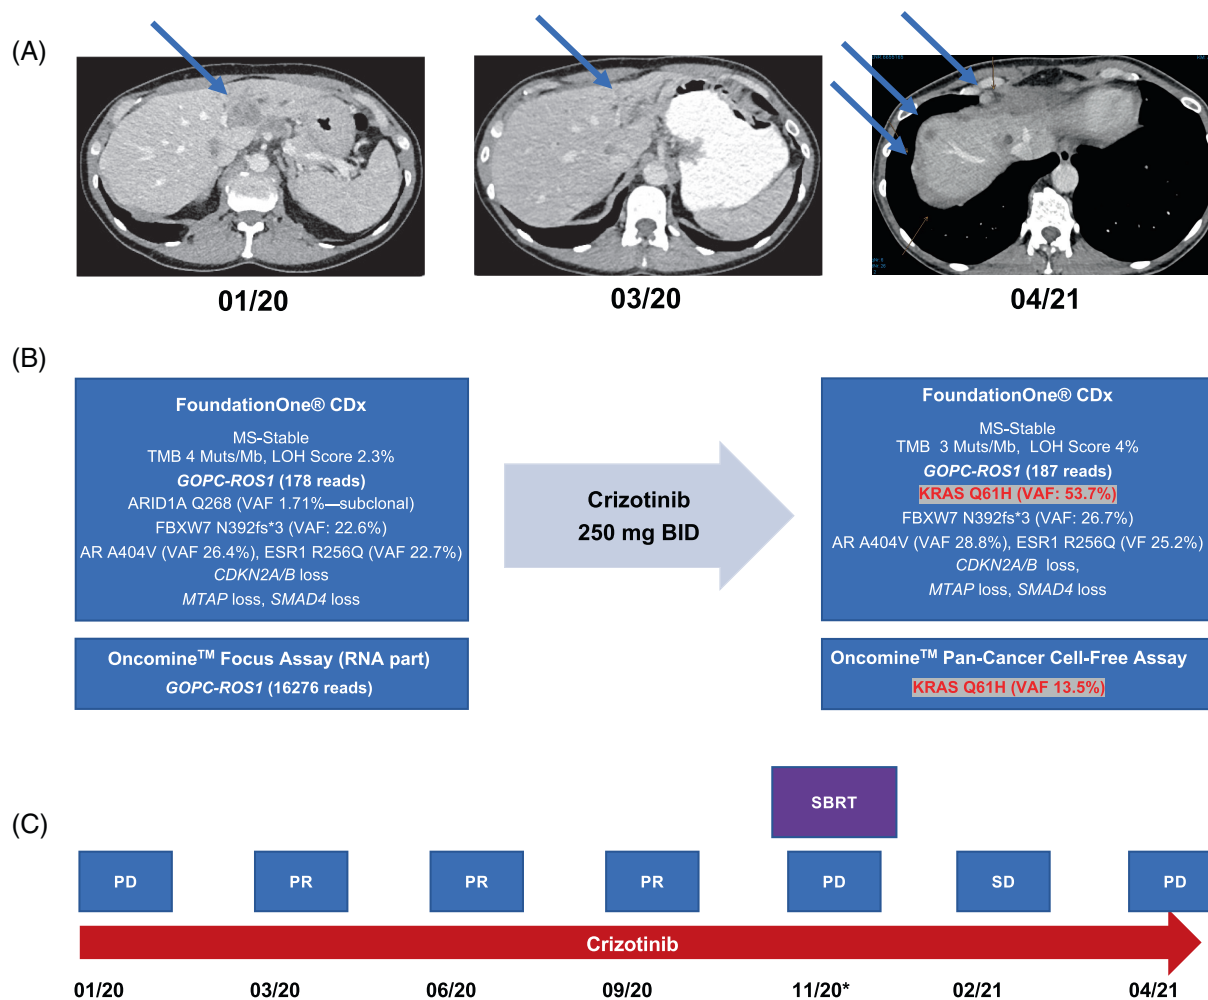 (A)
01/20
03/20
04/21
(B)
FoundationOne® CDx
MS-Stable
TMB 4 Muts/Mb, LOH Score 2.3%
GOPC-ROS1 (178 reads)
ARID1A Q268 (VAF 1.71%—subclonal)
FBXW7 N392fs*3 (VAF: 22.6%)
AR A404V (VAF 26.4%), ESR1 R256Q (VAF 22.7%)
CDKN2A/B loss
MTAP loss, SMAD4 loss
Oncomine™ Focus Assay (RNA part)
GOPC-ROS1 (16276 reads)
Crizotinib
250 mg BID
FoundationOne® CDx
MS-Stable
TMB 3 Muts/Mb, LOH Score 4%
GOPC-ROS1 (187 reads)
KRAS Q61H (VAF: 53.7%)
FBXW7 N392fs*3 (VAF: 26.7%)
AR A404V (VAF 28.8%), ESR1 R256Q (VF 25.2%)
CDKN2A/B loss,
MTAP loss, SMAD4 loss
Oncomine™ Pan-Cancer Cell-Free Assay
KRAS Q61H (VAF 13.5%)
(C)
SBRT
PD PR PR PR PD SD PD
Crizotinib
01/20 03/20 06/20 09/20 11/20* 02/21 04/21